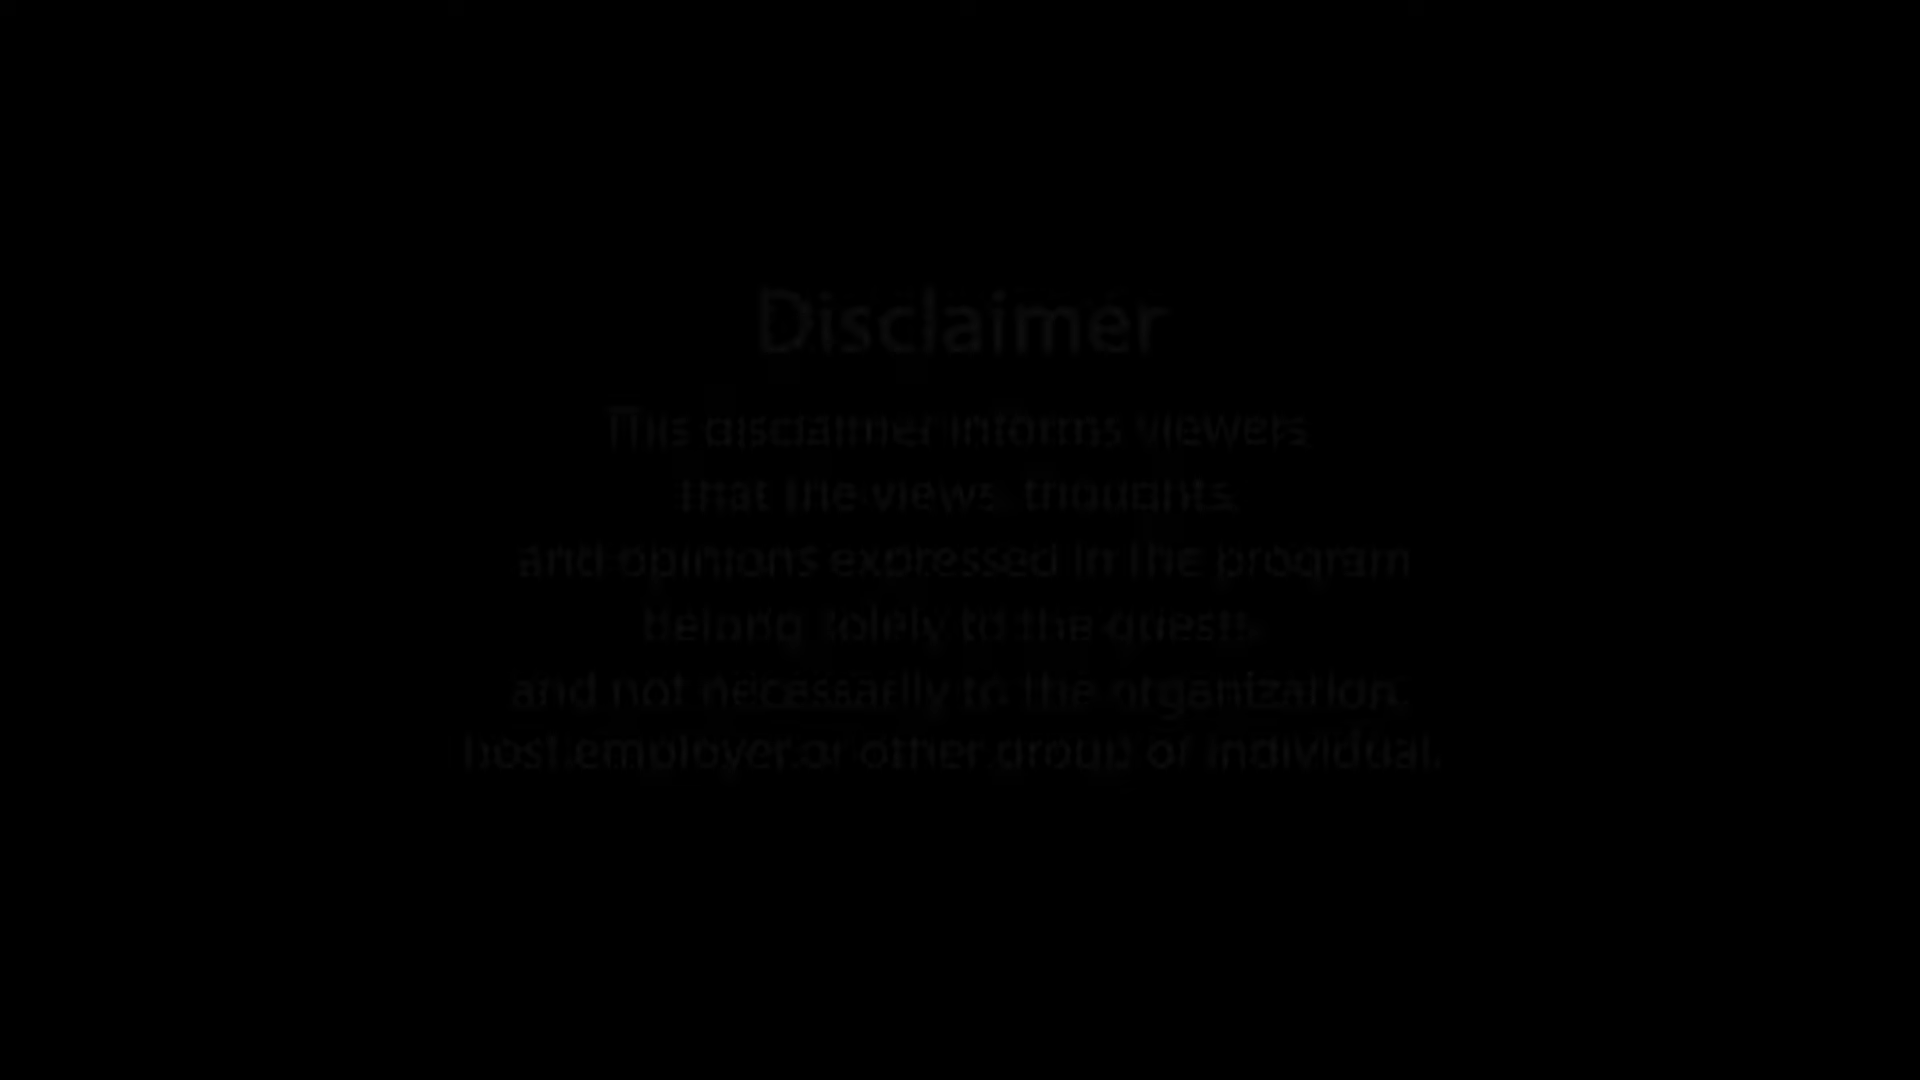 Disclaimer
This disclaimer informs viewers
that the views, thoughts,
and opinions expressed in the program
belong solely to the guests
and not necessarily to the organization,
host employer or other group or individual.